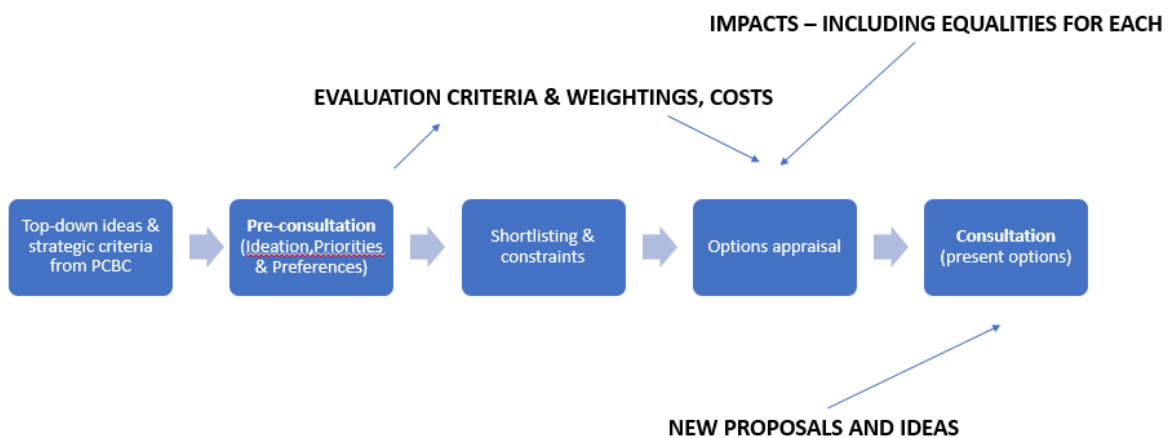 IMPACTS – INCLUDING EQUALITIES FOR EACH
EVALUATION CRITERIA & WEIGHTINGS, COSTS
Top-down ideas &
strategic criteria
from PCBC
Pre-consultation
(Ideation,Priorities
& Preferences)
Shortlisting &
constraints
Options appraisal
Consultation
(present options)
NEW PROPOSALS AND IDEAS